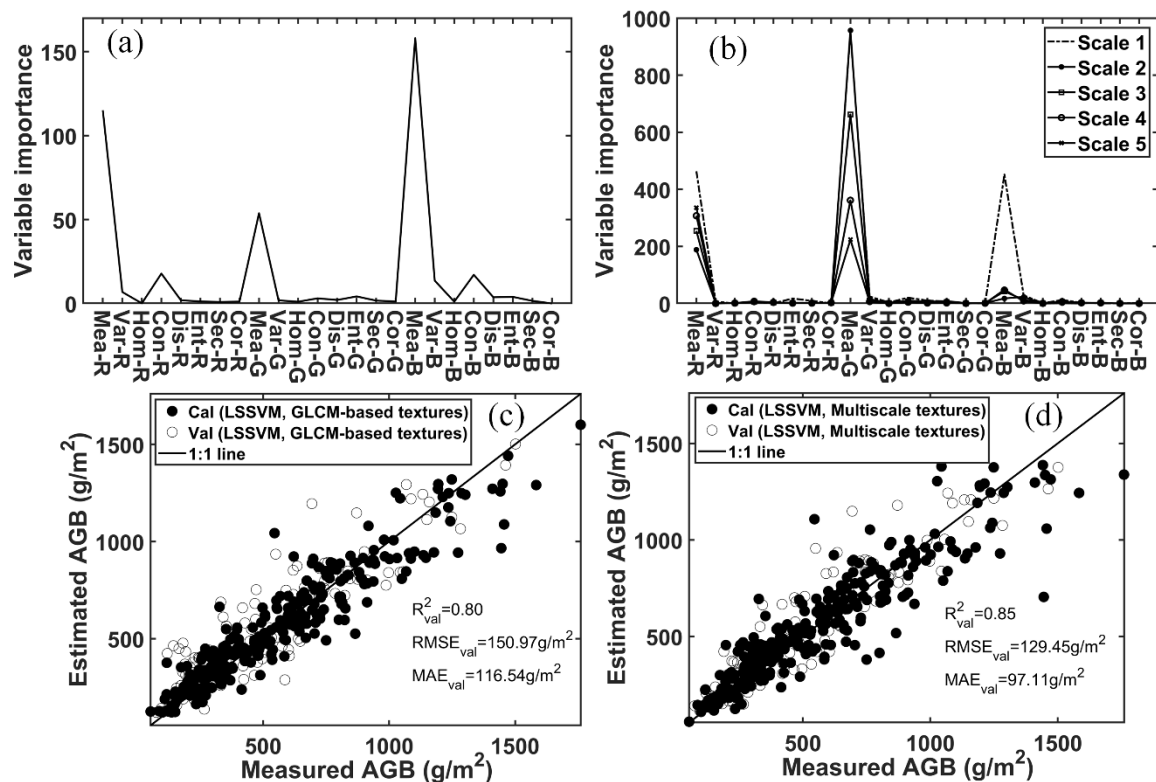 (a)
Variable importance
150
100
50
0
Mea-R
Var-R
Hom-R
Con-R
Dis-R
Ent-R
Sec-R
Cor-R
Mea-G
Var-G
Hom-G
Con-G
Dis-G
Ent-G
Sec-G
Cor-G
Mea-B
Var-B
Hom-B
Con-B
Dis-B
Ent-B
Sec-B
Cor-B
(b)
Variable importance
1000
800
600
400
200
0
Scale 1
Scale 2
Scale 3
Scale 4
Scale 5
Mea-R
Var-R
Hom-R
Con-R
Dis-R
Ent-R
Sec-R
Cor-R
Mea-G
Var-G
Hom-G
Con-G
Dis-G
Ent-G
Sec-G
Cor-G
Mea-B
Var-B
Hom-B
Con-B
Dis-B
Ent-B
Sec-B
Cor-B
(c)
Cal (LSSVM, GLCM-based textures)
Val (LSSVM, GLCM-based textures)
1:1 line
Estimated AGB (g/m²)
1500
1000
500
R²val=0.80
RMSEval=150.97g/m²
MAEval=116.54g/m²
500
1000
1500
Measured AGB (g/m²)
(d)
Cal (LSSVM, Multiscale textures)
Val (LSSVM, Multiscale textures)
1:1 line
Estimated AGB (g/m²)
1500
1000
500
R²val=0.85
RMSEval=129.45g/m²
MAEval=97.11g/m²
500
1000
1500
Measured AGB (g/m²)